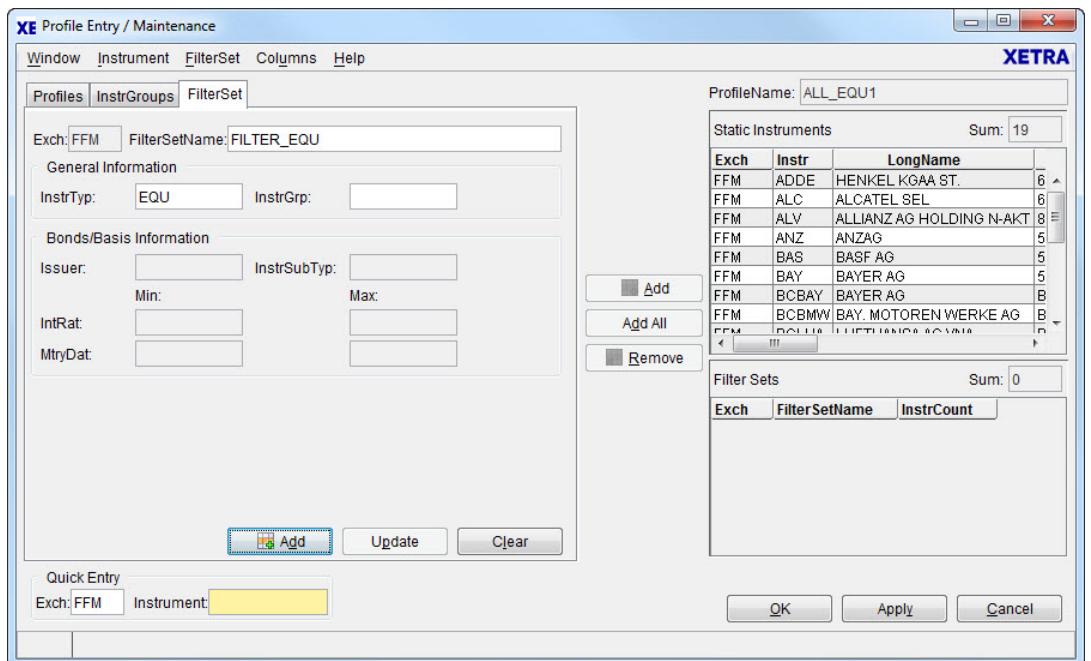 XE Profile Entry / Maintenance
Window Instrument FilterSet Columns Help
XETRA
Profiles InstrGroups FilterSet
Exch: FFM FilterSetName: FILTER_EQU
General Information
InstrTyp: EQU InstrGrp:
Bonds/Basis Information
Issuer: InstrSubTyp:
Min: Max:
IntRat:
MtryDat:
Add Update Clear
Quick Entry
Exch: FFM Instrument:
Add
Add All
Remove
ProfileName: ALL_EQU1
Static Instruments Sum: 19
Exch Instr LongName
FFM ADDE HENKEL KGAA ST. 6
FFM ALC ALCATEL SEL 6
FFM ALV ALLIANZ AG HOLDING N-AKT 8
FFM ANZ ANZAG 5
FFM BAS BASF AG 5
FFM BAY BAYER AG 5
FFM BCBAY BAYER AG B
FFM BCBMW BAY. MOTOREN WERKE AG B
FFM
Filter Sets Sum: 0
Exch FilterSetName InstrCount
OK Apply Cancel